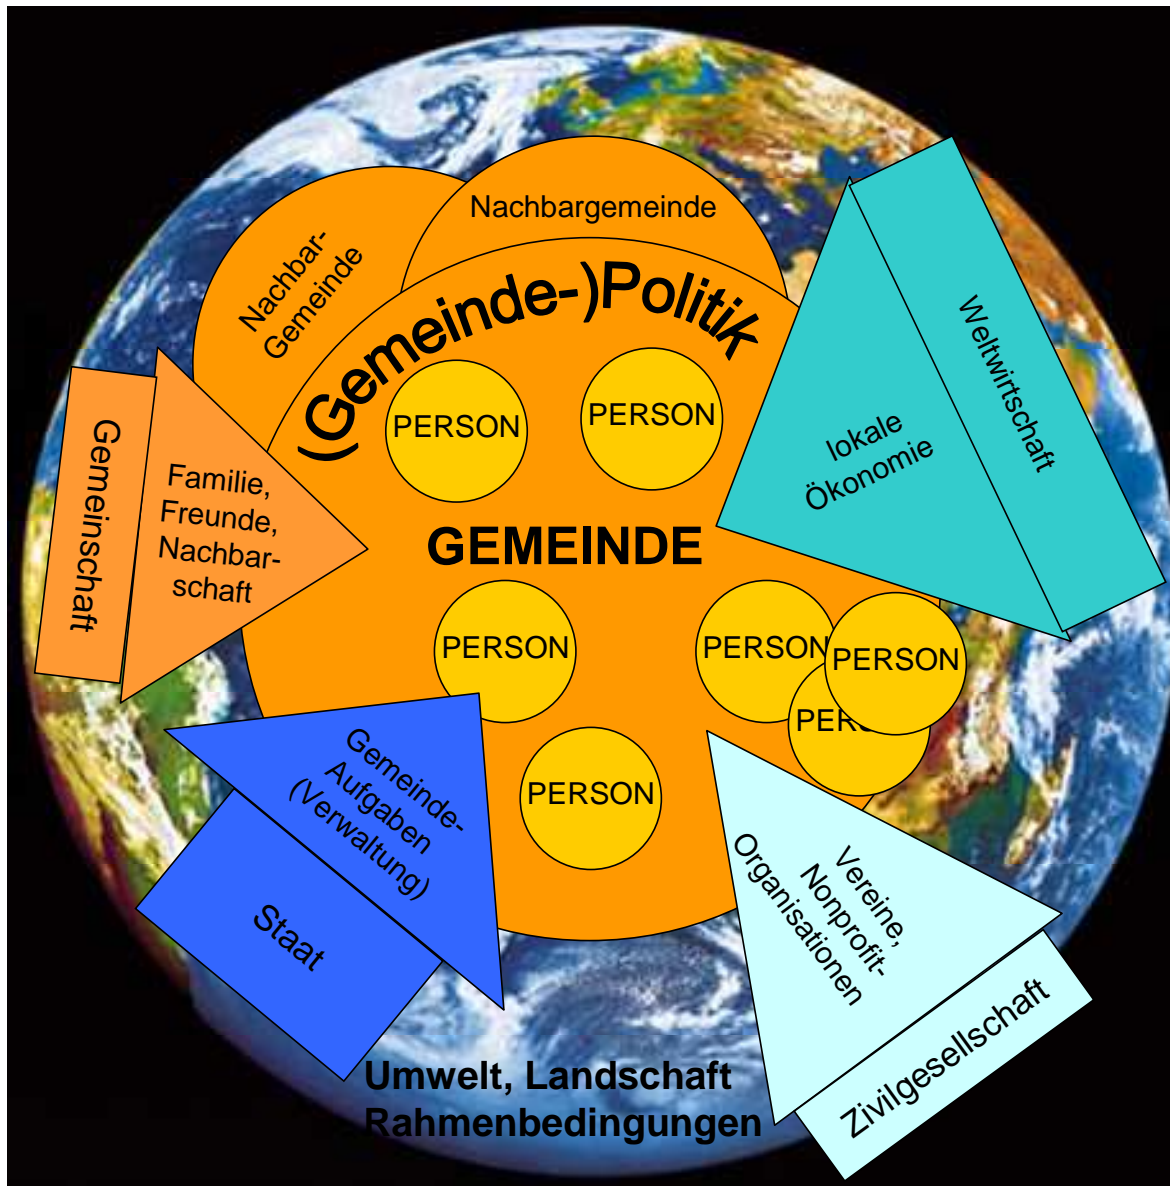 Nachbargemeinde
Nachbar-
Gemeinde
(Gemeinde-)Politik
Weltwirtschaft
lokale
Ökonomie
PERSON
PERSON
Gemeinschaft
Familie,
Freunde,
Nachbar-
schaft
GEMEINDE
PERSON
PERSON
PERSON
PERSON
Gemeinde-
Aufgaben
(Verwaltung)
Staat
Vereine,
Nonprofit-
Organisationen
Zivilgesellschaft
Umwelt, Landschaft
Rahmenbedingungen